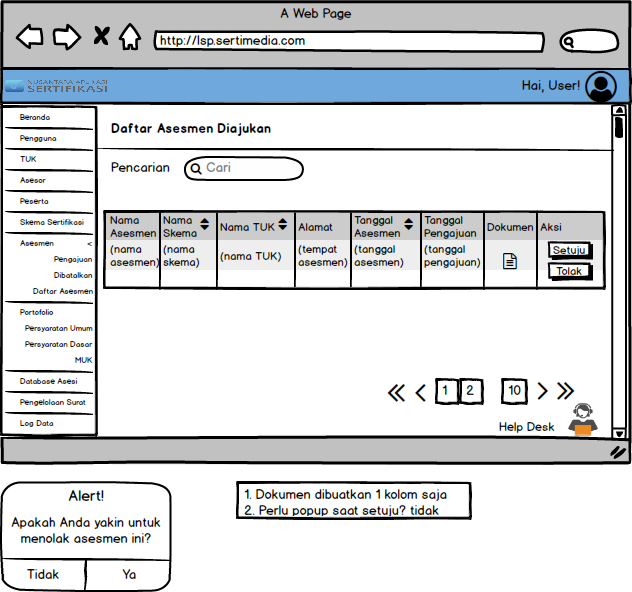 A Web Page
http://lsp.sertimedia.com
NUSANTARA APLIKASI
SERTIFIKASI
Hai, User!
Beranda
Pengguna
TUK
Asesor
Peserta
Skema Sertifikasi
Asesmen <
Pengajuan
Dibatalkan
Daftar Asesmen
Portofolio
Persyaratan Umum
Persyaratan Dasar
MUK
Database Asesi
Pengelolaan Surat
Log Data
Daftar Asesmen Diajukan
Pencarian Cari
Nama Asesmen
Nama Skema
Nama TUK
Alamat
Tanggal Asesmen
Tanggal Pengajuan
Dokumen
Aksi
(nama asesmen)
(nama skema)
(nama TUK)
(tempat asesmen)
(tanggal asesmen)
(tanggal pengajuan)
Setuju
Tolak
1 2 10
Help Desk
Alert!
Apakah Anda yakin untuk
menolak asesmen ini?
Tidak Ya
1. Dokumen dibuatkan 1 kolom saja
2. Perlu popup saat setuju? tidak